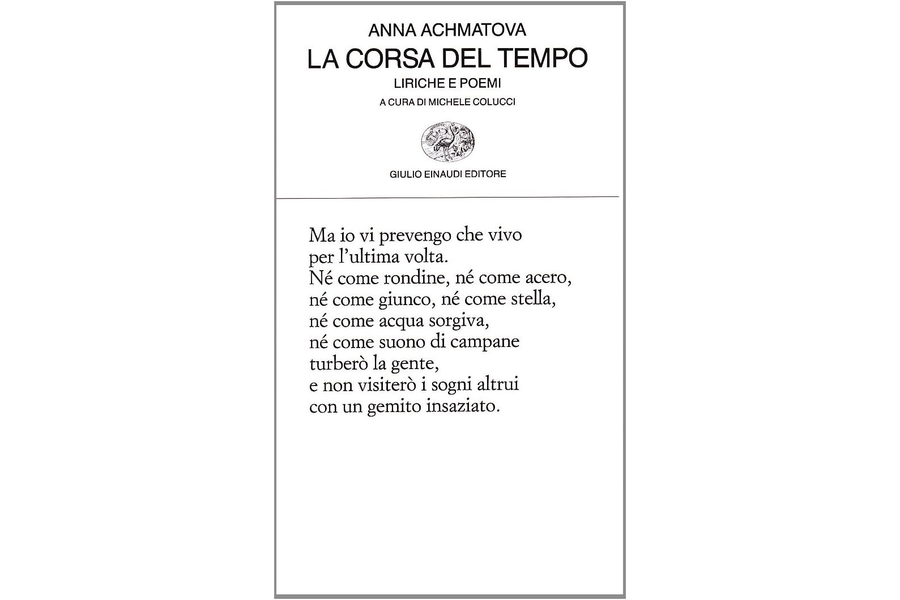 ANNA ACHMATOVA
LA CORSA DEL TEMPO
LIRICHE E POEMI
A CURA DI MICHELE COLUCCI
GIULIO EINAUDI EDITORE
Ma io vi prevengo che vivo
per l'ultima volta.
Né come rondine, né come acero,
né come giunco, né come stella,
né come acqua sorgiva,
né come suono di campane
turberò la gente,
e non visiterò i sogni altrui
con un gemito insaziato.